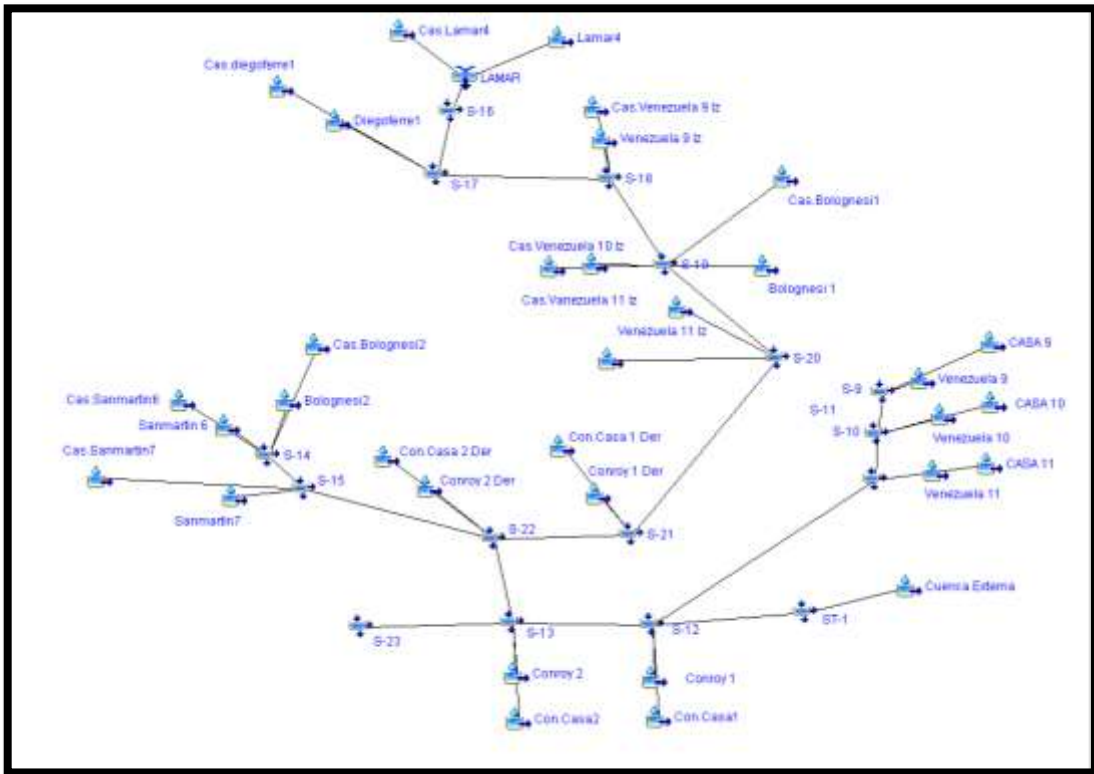 Cas.Lamar4
Lamar4
Cas.diegoferre1
LAMAR
Diegoferre1
S-16
Cas.Venezuela 9 Iz
Venezuela 9 Iz
S-17
S-18
Cas.Bolognesi1
Cas.Venezuela 10 Iz
S-19
Bolognesi 1
Cas.Vanezuela 11 Iz
Venezuela 11 Iz
S-20
Cas.Bolognesi2
CASA 9
Venezuela 9
S-9
Cas.Sanmartin6
Bolognesi2
S-11
CASA 10
Sanmartin 6
S-10
Venezuela 10
Cas.Sanmartin7
S-14
Con.Casa 2 Der
Con.Casa 1 Der
CASA 11
Conroy 2 Der
Conroy 1 Der
Venezuela 11
S-15
Sanmartin7
S-22
S-21
Cuenca Externa
S-23
S-13
S-12
ST-1
Conroy 2
Conroy 1
Con.Casa2
Con.Casa1